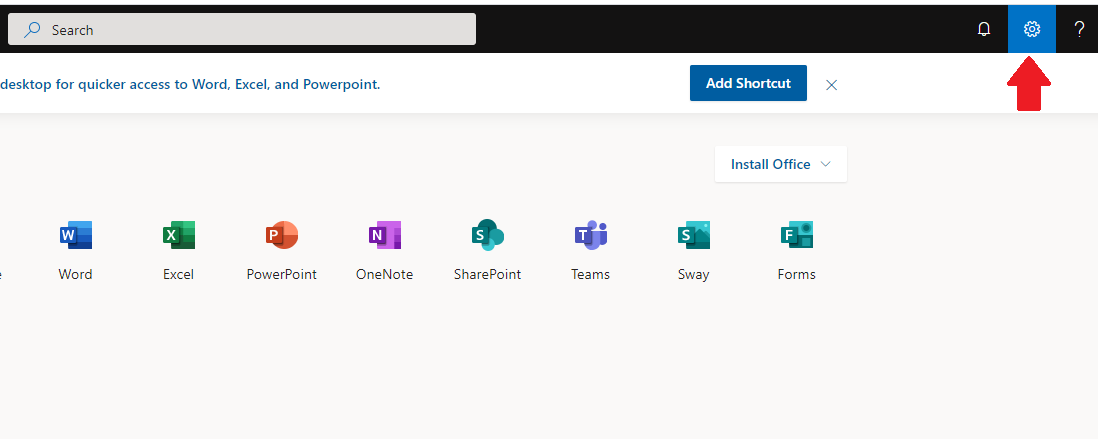 Search
?
desktop for quicker access to Word, Excel, and Powerpoint.
Add Shortcut
Install Office
W
X
P
N
S
T
S
F
e
Word
Excel
PowerPoint
OneNote
SharePoint
Teams
Sway
Forms